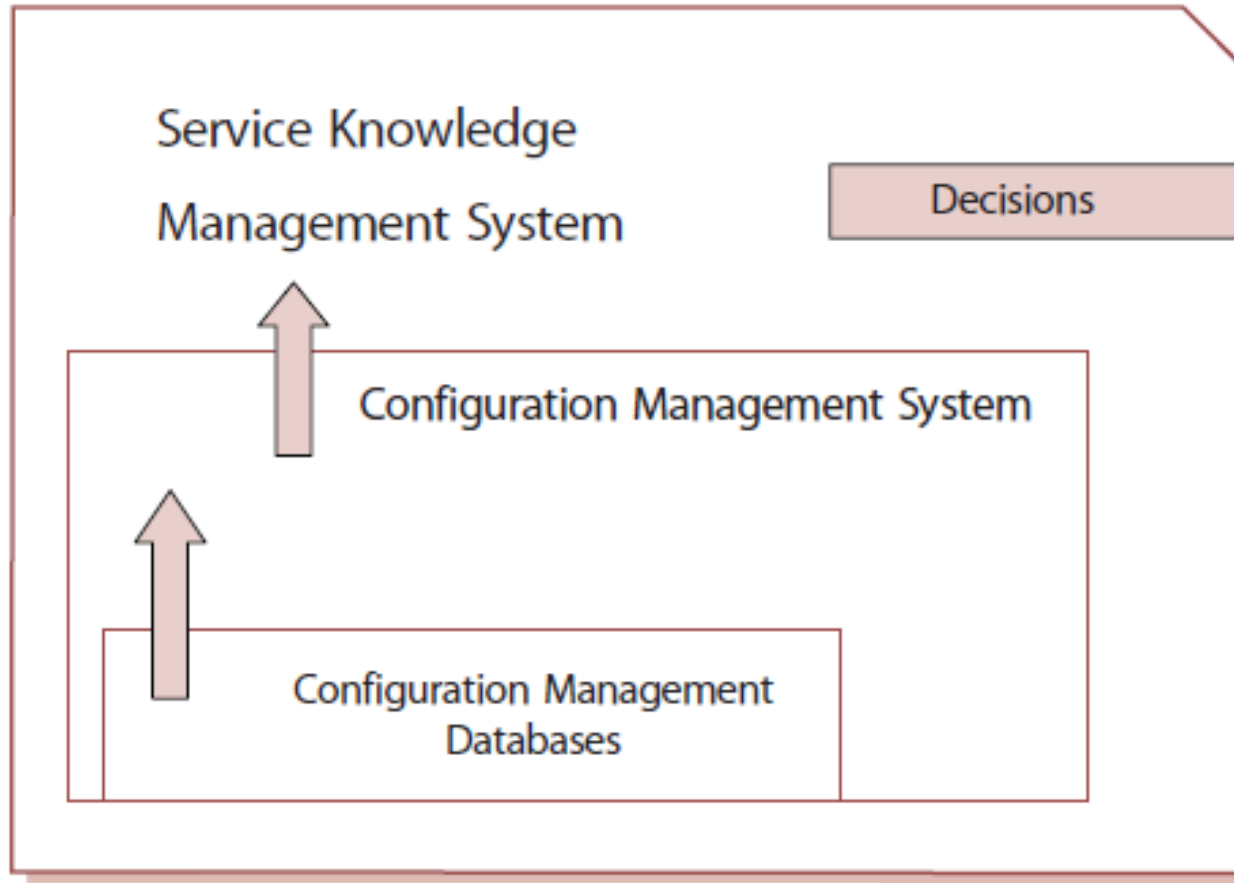 Service Knowledge
Management System
Decisions
Configuration Management System
Configuration Management
Databases